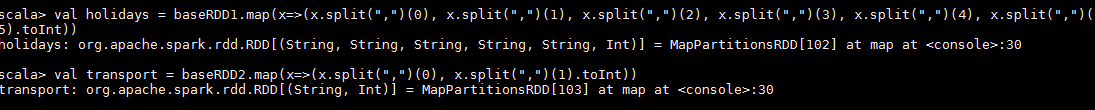 scala> val holidays = baseRDD1.map(x=>(x.split(",")(0), x.split(",")(1), x.split(",")(2), x.split(",")(3), x.split(",")(4), x.split(",")(
5).toInt))
holidays: org.apache.spark.rdd.RDD[(String, String, String, String, String, Int)] = MapPartitionsRDD[102] at map at <console>:30
scala> val transport = baseRDD2.map(x=>(x.split(",")(0), x.split(",")(1).toInt))
transport: org.apache.spark.rdd.RDD[(String, Int)] = MapPartitionsRDD[103] at map at <console>:30